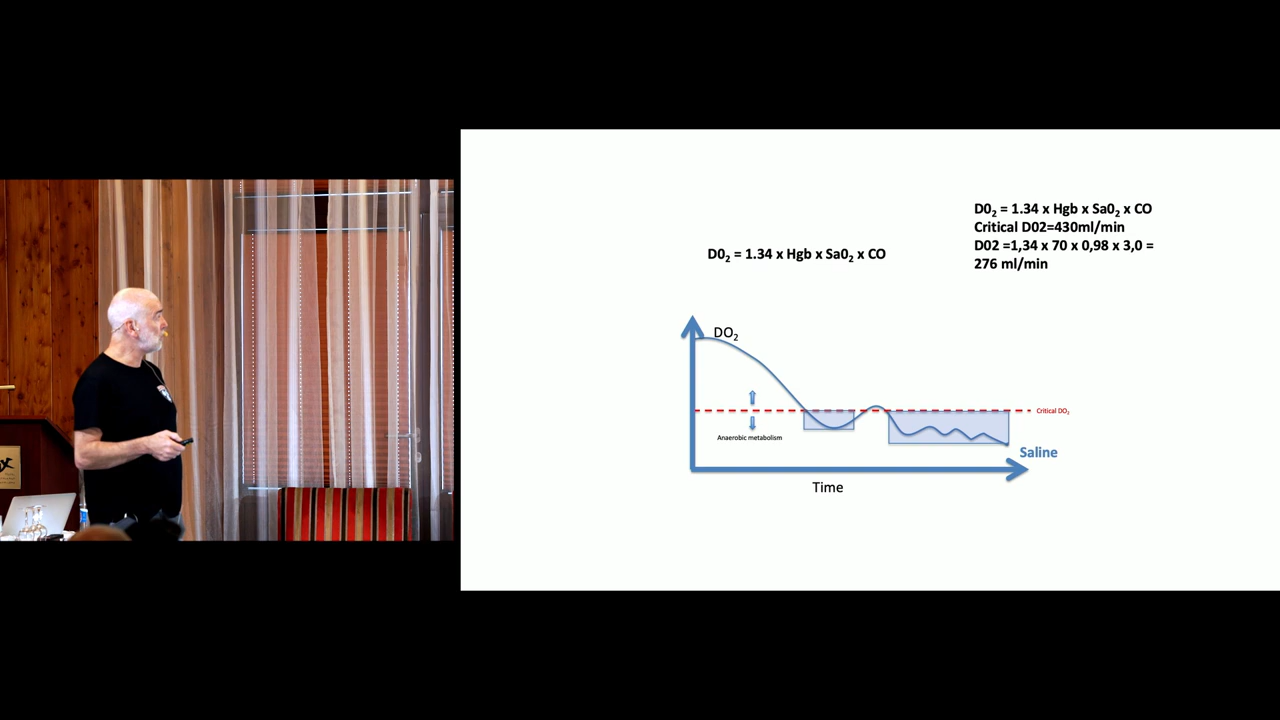 D0₂ = 1.34 x Hgb x Sa0₂ x CO
Critical D02=430ml/min
D02 =1,34 x 70 x 0,98 x 3,0 =
276 ml/min
D0₂ = 1.34 x Hgb x Sa0₂ x CO
DO₂
Critical DO₂
Anaerobic metabolism
Saline
Time